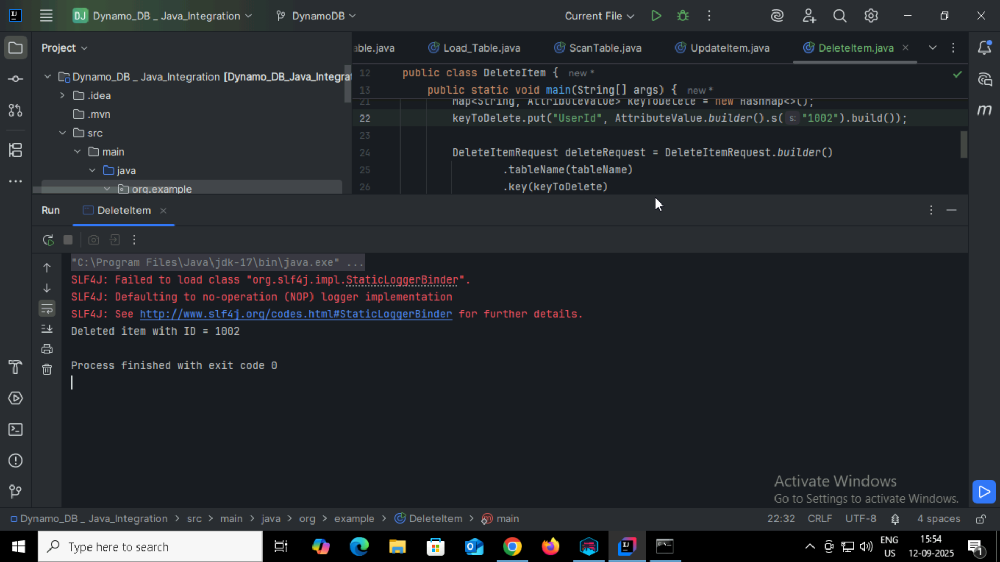 DJ Dynamo_DB _ Java_Integration DynamoDB Current File
Project
able.java Load_Table.java ScanTable.java UpdateItem.java DeleteItem.java
Dynamo_DB _ Java_Integration [Dynamo_DB_Java_Integra
.idea
.mvn
src
main
java
org.example
12 public class DeleteItem { new *
13 public static void main(String[] args) { new *
21 Map<String, AttributeValue> keyToDelete = new HashMap<>();
22 keyToDelete.put("UserId", AttributeValue.builder().s( s: "1002").build());
23
24 DeleteItemRequest deleteRequest = DeleteItemRequest.builder()
25 .tableName(tableName)
26 .key(keyToDelete)
Run DeleteItem
"C:\Program Files\Java\jdk-17\bin\java.exe" ...
SLF4J: Failed to load class "org.slf4j.impl.StaticLoggerBinder".
SLF4J: Defaulting to no-operation (NOP) logger implementation
SLF4J: See http://www.slf4j.org/codes.html#StaticLoggerBinder for further details.
Deleted item with ID = 1002
Process finished with exit code 0
Activate Windows
Go to Settings to activate Windows.
Dynamo_DB _ Java_Integration > src > main > java > org > example > DeleteItem > main 22:32 CRLF UTF-8 4 spaces
Type here to search
ENG
US
15:54
12-09-2025
1